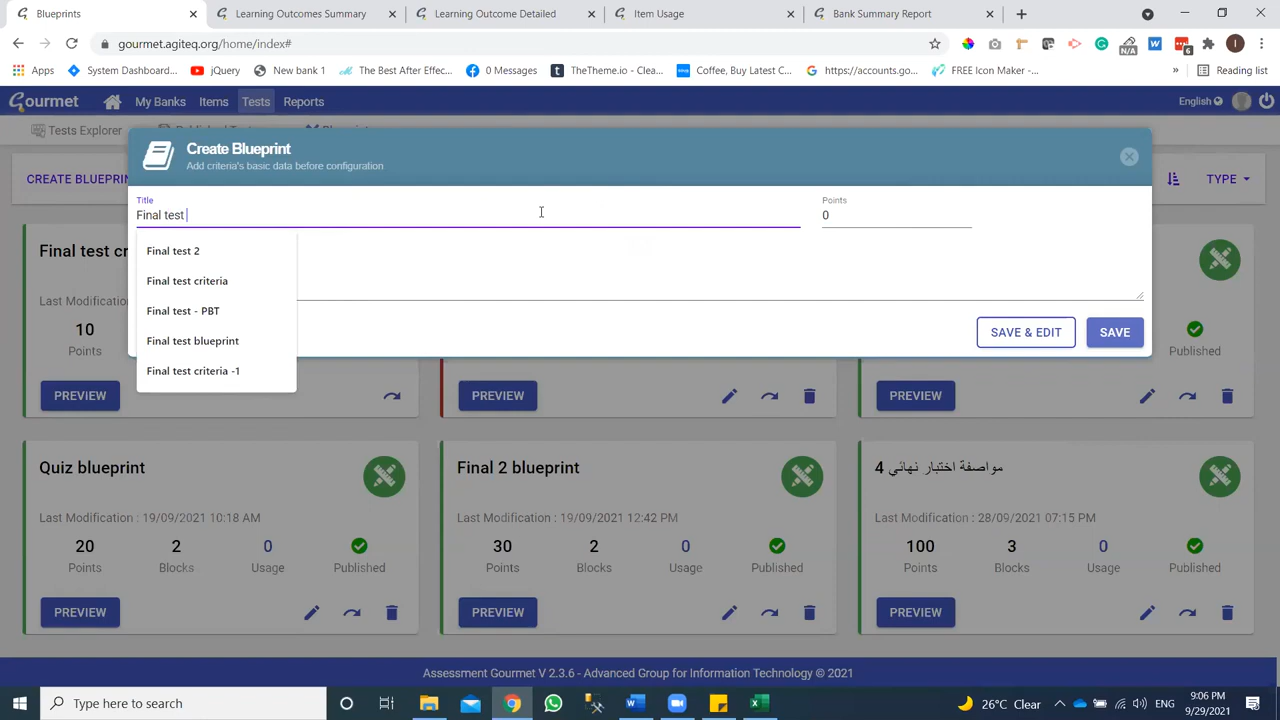 Blueprints
Learning Outcomes Summary
Learning Outcome Detailed
Item Usage
Bank Summary Report
gourmet.agiteq.org/home/index#
N/A
W
6
I
Apps
System Dashboard...
jQuery
New bank 1
The Best After Effec...
0 Messages
TheTheme.io - Clea...
Coffee, Buy Latest C...
https://accounts.go...
FREE Icon Maker -...
»
Reading list
Gourmet
My Banks
Items
Tests
Reports
English
Tests Explorer
CREATE BLUEPRIN
TYPE
Create Blueprint
Add criteria's basic data before configuration
Title
Final test
Points
0
Final test 2
Final test criteria
Final test - PBT
Final test blueprint
Final test criteria -1
SAVE & EDIT
SAVE
Final test cr
Last Modification
10
Points
Published
PREVIEW
PREVIEW
PREVIEW
Quiz blueprint
Last Modification : 19/09/2021 10:18 AM
20
2
0
Points
Blocks
Usage
Published
PREVIEW
Final 2 blueprint
Last Modification : 19/09/2021 12:42 PM
30
2
0
Points
Blocks
Usage
Published
PREVIEW
مواصفة اختبار نهائي 4
Last Modification : 28/09/2021 07:15 PM
100
3
0
Points
Blocks
Usage
Published
PREVIEW
Assessment Gourmet V 2.3.6 - Advanced Group for Information Technology © 2021
Type here to search
26°C Clear
ENG
9:06 PM
9/29/2021